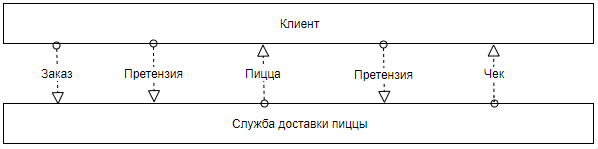 Клиент
Заказ
Претензия
Пицца
Претензия
Чек
Служба доставки пиццы